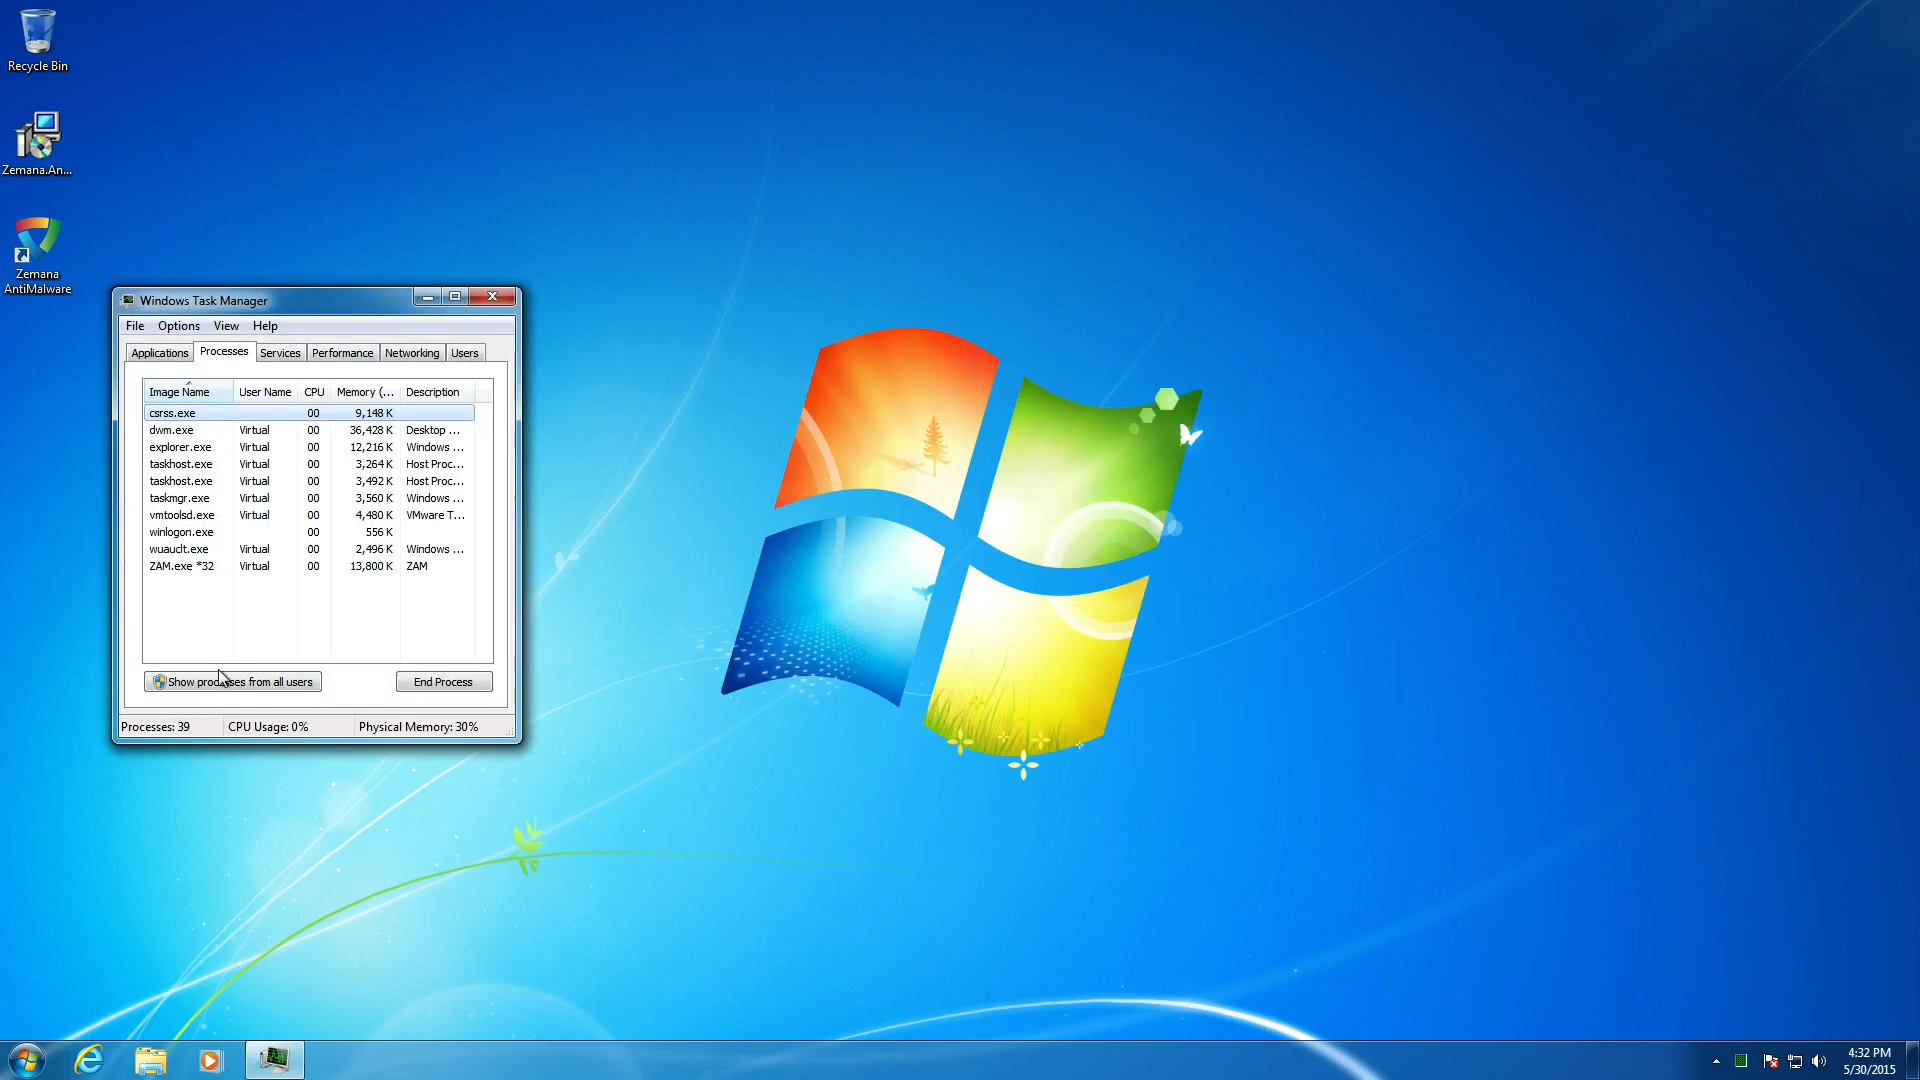 Recycle Bin
Zemana.An...
Zemana
AntiMalware
Windows Task Manager
File Options View Help
Applications Processes Services Performance Networking Users
Image Name User Name CPU Memory (... Description
csrss.exe 00 9,148 K
dwm.exe Virtual 00 36,428 K Desktop ...
explorer.exe Virtual 00 12,216 K Windows ...
taskhost.exe Virtual 00 3,264 K Host Proc...
taskhost.exe Virtual 00 3,492 K Host Proc...
taskmgr.exe Virtual 00 3,560 K Windows ...
vmtoolsd.exe Virtual 00 4,480 K VMware T...
winlogon.exe 00 556 K
wuauclt.exe Virtual 00 2,496 K Windows ...
ZAM.exe *32 Virtual 00 13,800 K ZAM
Show processes from all users End Process
Processes: 39 CPU Usage: 0% Physical Memory: 30%
4:32 PM
5/30/2015